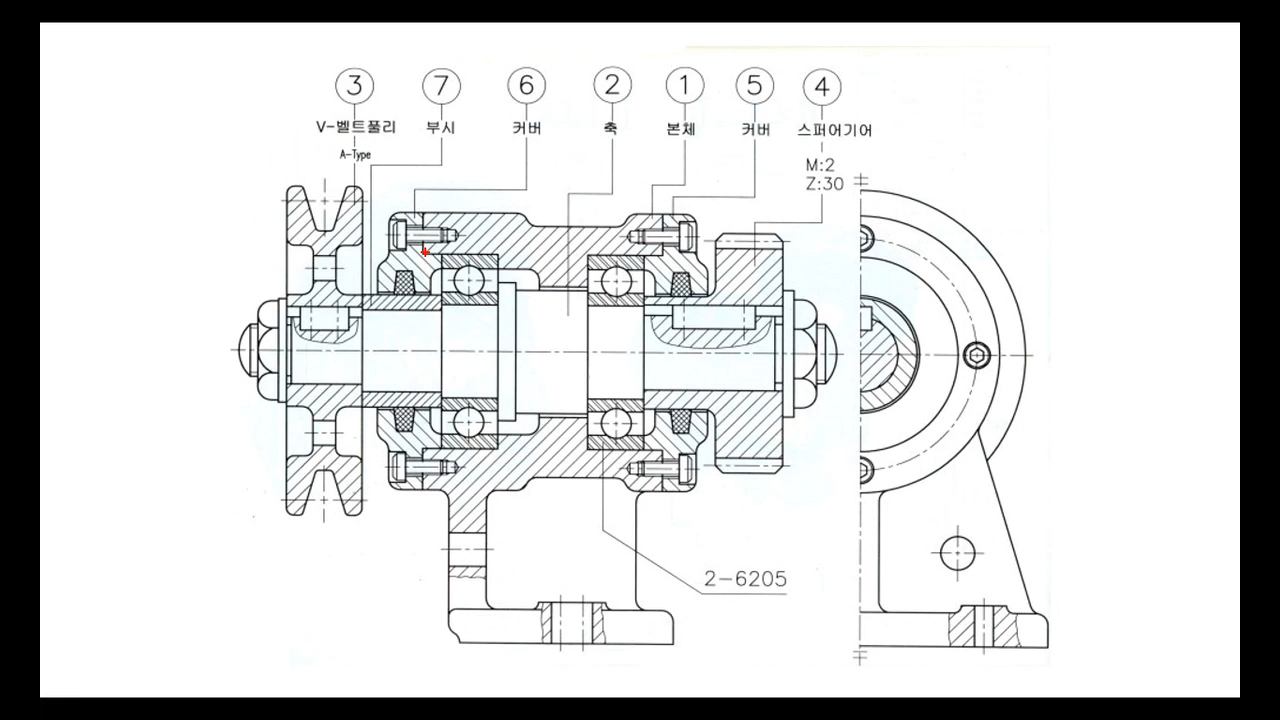 3 7 6 2 1 5 4
V-벨트풀리 부시 커버 축 본체 커버 스퍼어기어
A-Type
M:2
Z:30
2-6205